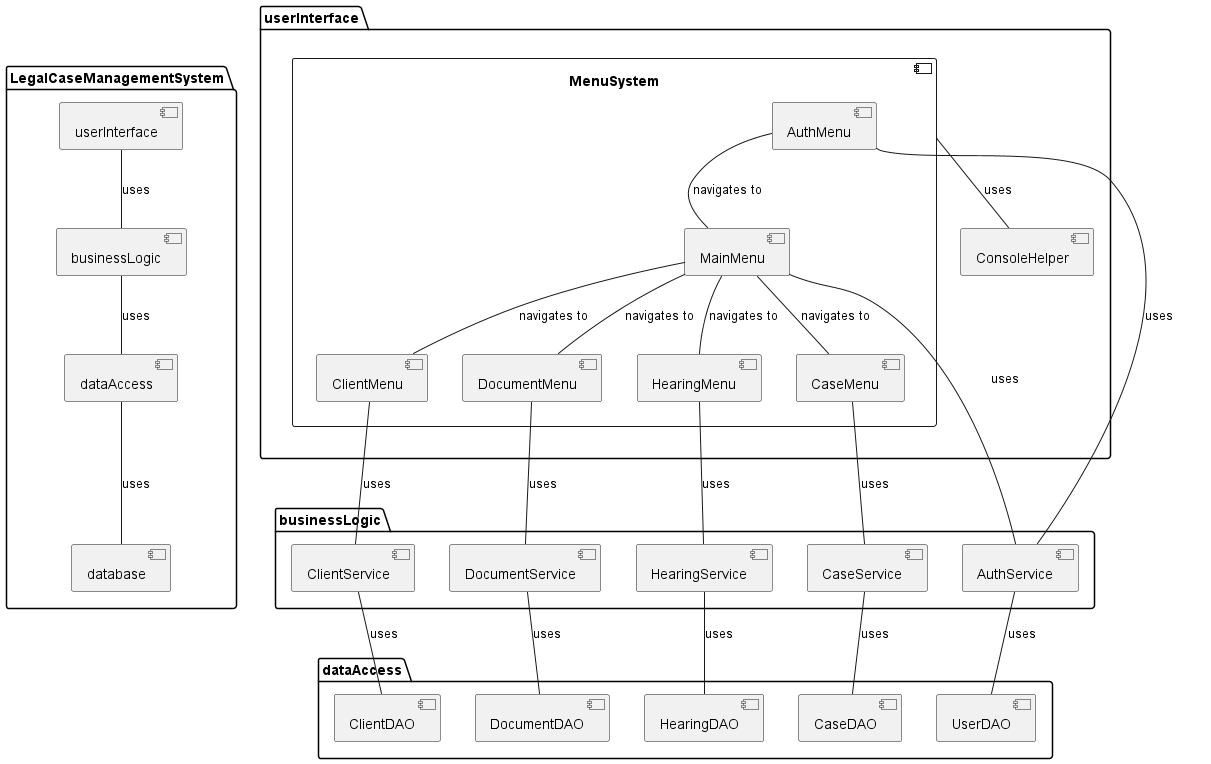 userInterface
LegalCaseManagementSystem
MenuSystem
userInterface
AuthMenu
uses
navigates to
uses
businessLogic
MainMenu
ConsoleHelper
uses
navigates to
navigates to
navigates to
navigates to
uses
dataAccess
ClientMenu
DocumentMenu
HearingMenu
CaseMenu
uses
uses
uses
uses
uses
uses
businessLogic
database
ClientService
DocumentService
HearingService
CaseService
AuthService
uses
uses
uses
uses
uses
dataAccess
ClientDAO
DocumentDAO
HearingDAO
CaseDAO
UserDAO